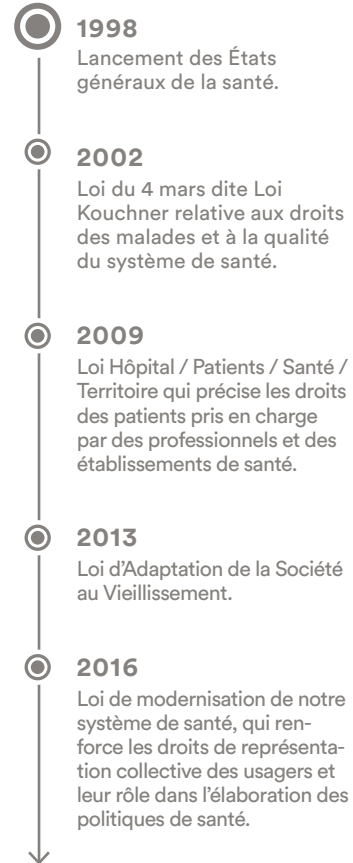 1998
Lancement des États
généraux de la santé.
2002
Loi du 4 mars dite Loi
Kouchner relative aux droits
des malades et à la qualité
du système de santé.
2009
Loi Hôpital / Patients / Santé /
Territoire qui précise les droits
des patients pris en charge
par des professionnels et des
établissements de santé.
2013
Loi d’Adaptation de la Société
au Vieillissement.
2016
Loi de modernisation de notre
système de santé, qui ren-
force les droits de représenta-
tion collective des usagers et
leur rôle dans l’élaboration des
politiques de santé.